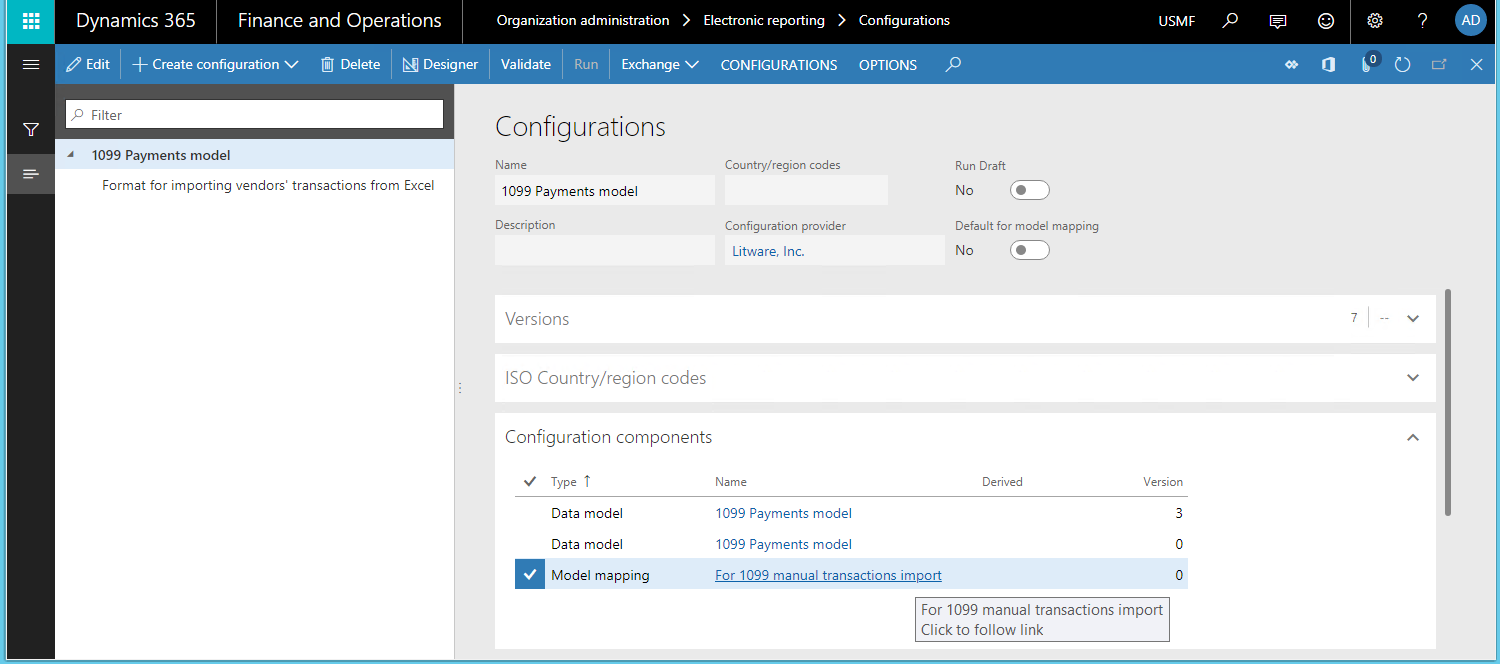 Dynamics 365 Finance and Operations Organization administration > Electronic reporting > Configurations USMF ? AD
Edit + Create configuration Delete Designer Validate Run Exchange CONFIGURATIONS OPTIONS 0
Filter
1099 Payments model
Format for importing vendors' transactions from Excel
Configurations
Name Country/region codes Run Draft
1099 Payments model No
Description Configuration provider Default for model mapping
Litware, Inc. No
Versions 7 --
ISO Country/region codes
Configuration components
Type ↑ Name Derived Version
Data model 1099 Payments model 3
Data model 1099 Payments model 0
Model mapping For 1099 manual transactions import 0
For 1099 manual transactions import
Click to follow link